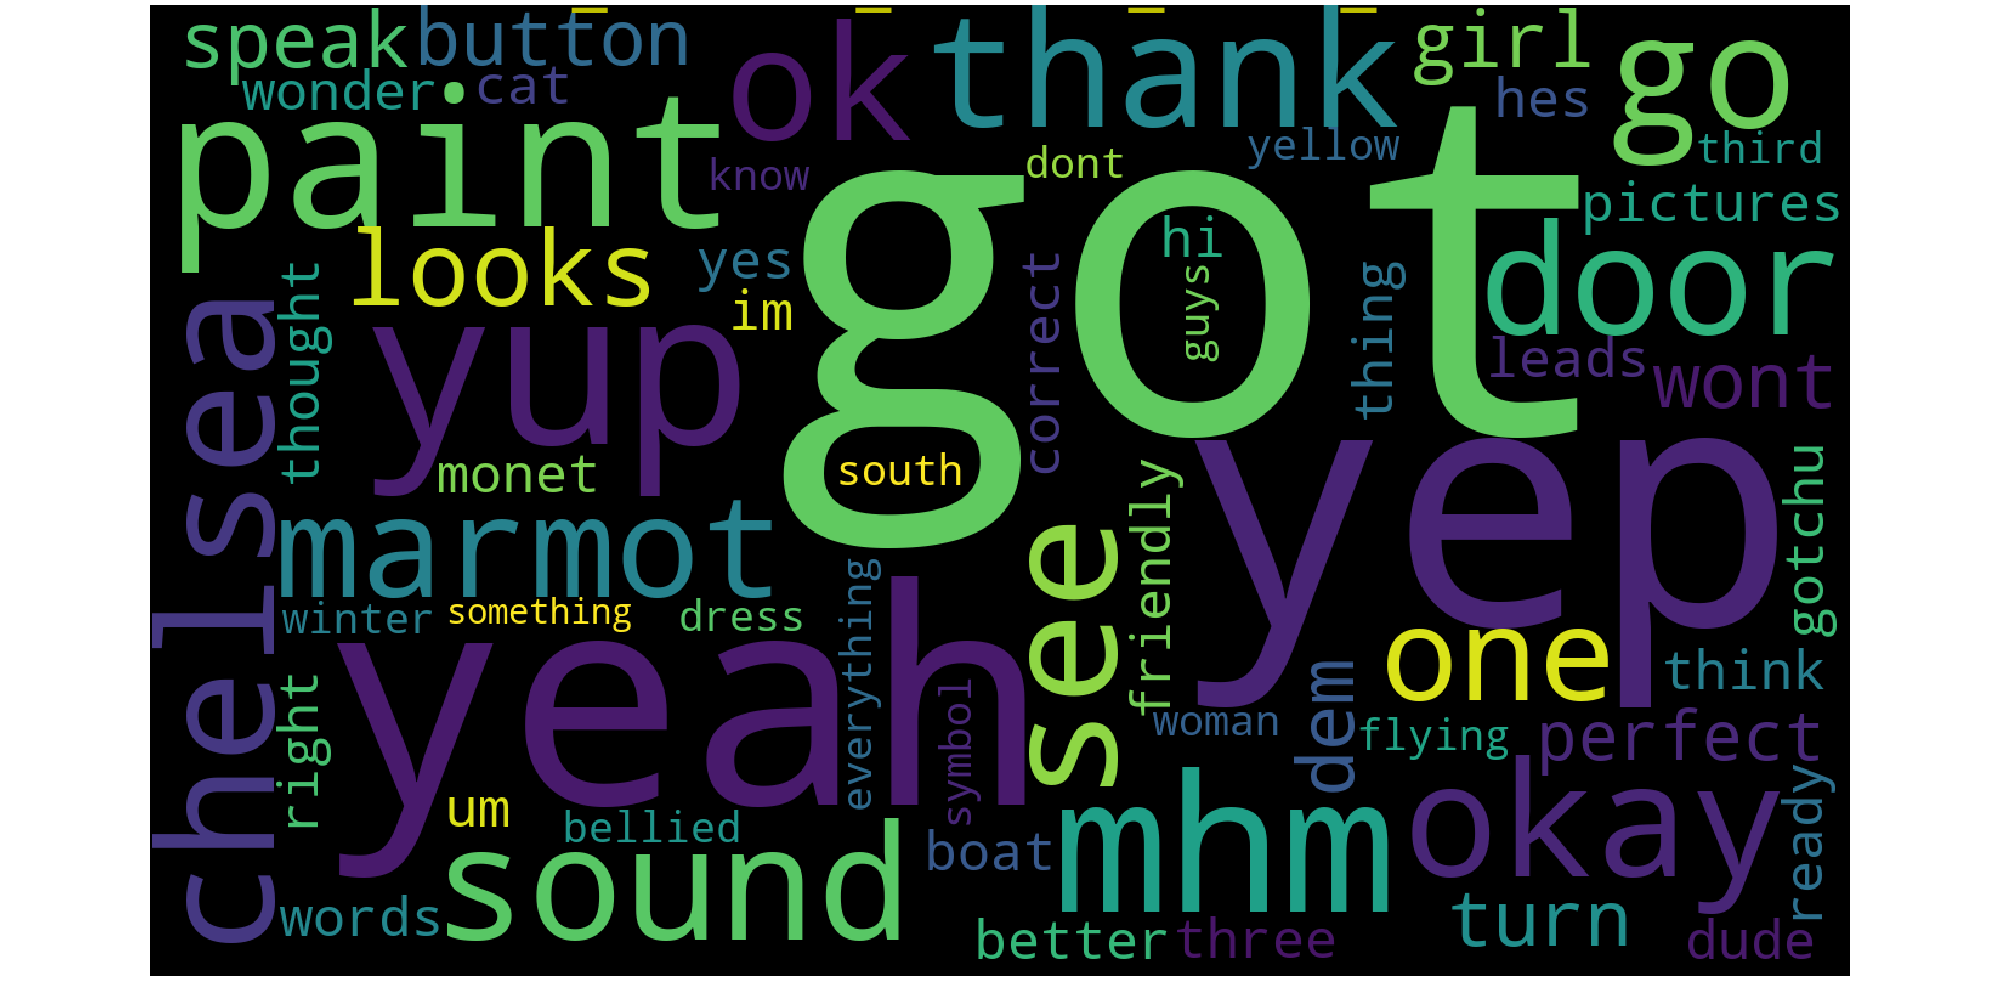 speak
button
ok
thank
girl
go
wonder
cat
hes
paint
know
dont
yellow
third
pictures
looks
yes
hi
door
im
got
guys
thing
correct
thought
chelsea
yup
leads
wont
monet
south
yep
gotchu
friendly
see
marmot
winter
something
dress
everything
yeah
one
think
right
symbol
woman
dem
flying
perfect
um
bellied
sound
boat
mhm
okay
ready
words
better
three
turn
dude